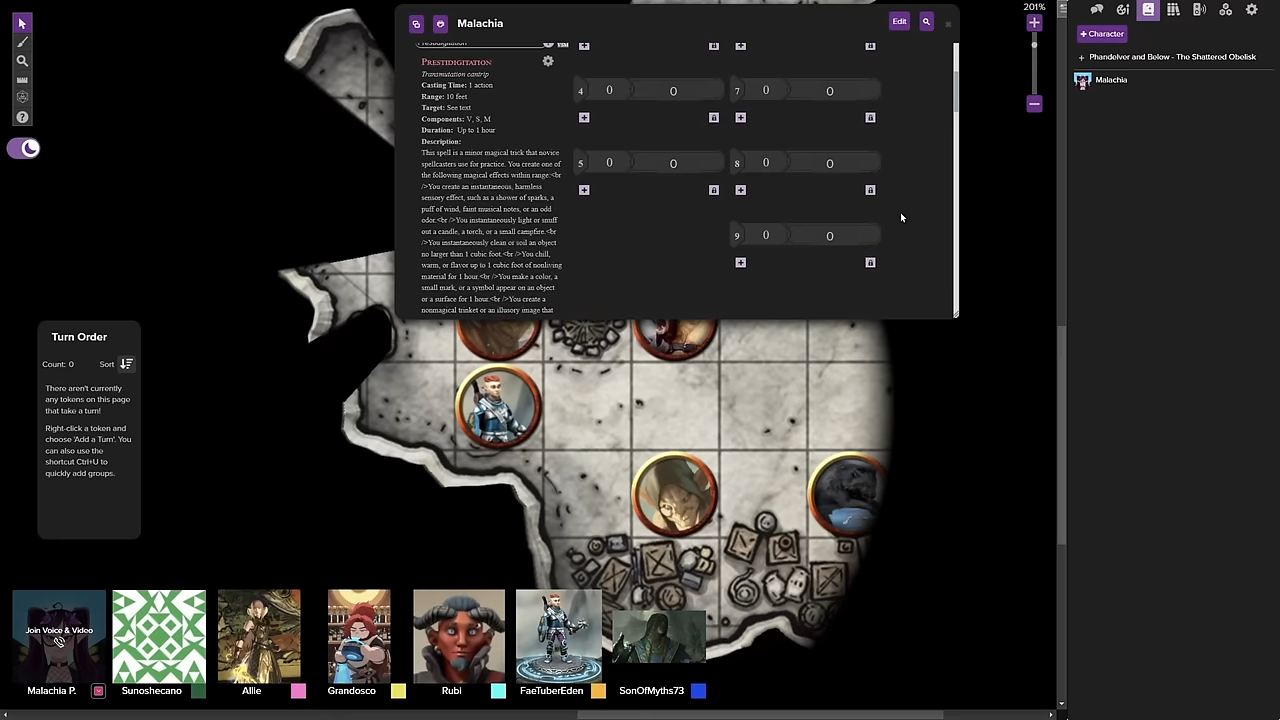 Malachia
Edit
201%
Prestidigitation
Transmutation cantrip
Casting Time: 1 action
Range: 10 feet
Target: See text
Components: V, S, M
Duration: Up to 1 hour
Description:
This spell is a minor magical trick that novice
spellcasters use for practice. You create one of
the following magical effects within range:<br
/>You create an instantaneous, harmless
sensory effect, such as a shower of sparks, a
puff of wind, faint musical notes, or an odd
odor.<br />You instantaneously light or snuff
out a candle, a torch, or a small campfire.<br
/>You instantaneously clean or soil an object
no larger than 1 cubic foot.<br />You chill,
warm, or flavor up to 1 cubic foot of nonliving
material for 1 hour.<br />You make a color, a
small mark, or a symbol appear on an object
or a surface for 1 hour.<br />You create a
nonmagical trinket or an illusory image that
4 0 0
7 0 0
5 0 0
8 0 0
9 0 0
+ Character
+ Phandelver and Below - The Shattered Obelisk
Malachia
Turn Order
Count: 0 Sort
There aren't currently
any tokens on this page
that take a turn!
Right-click a token and
choose 'Add a Turn'. You
can also use the
shortcut Ctrl+U to
quickly add groups.
Join Voice & Video
Malachia P.
Sunoshecano
Allie
Grandosco
Rubi
FaeTuberEden
SonOfMyths73